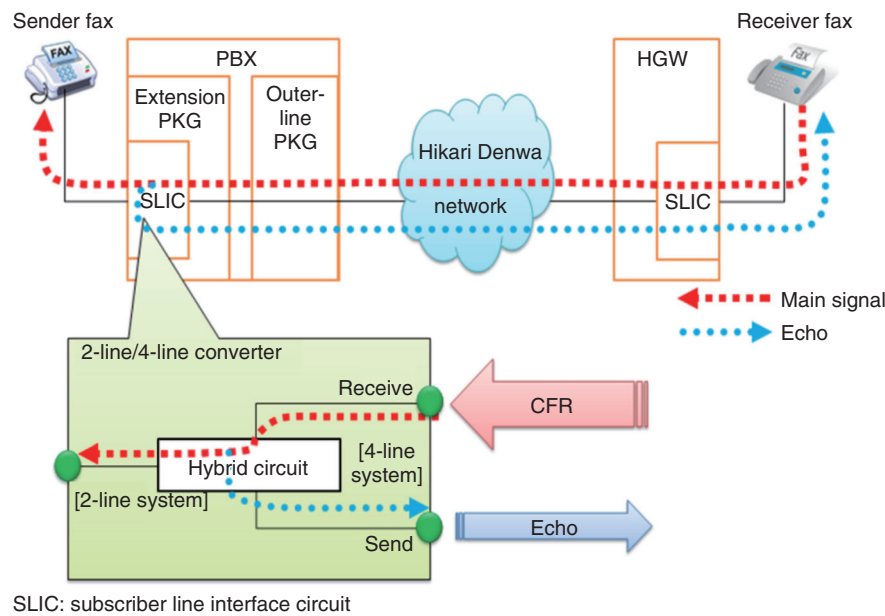 Sender fax
Receiver fax
FAX
PBX
HGW
Fax
Extension
PKG
Outer-
line
PKG
Hikari Denwa
network
SLIC
SLIC
Main signal
Echo
2-line/4-line converter
Receive
CFR
Hybrid circuit
[4-line
system]
[2-line system]
Send
Echo
SLIC: subscriber line interface circuit